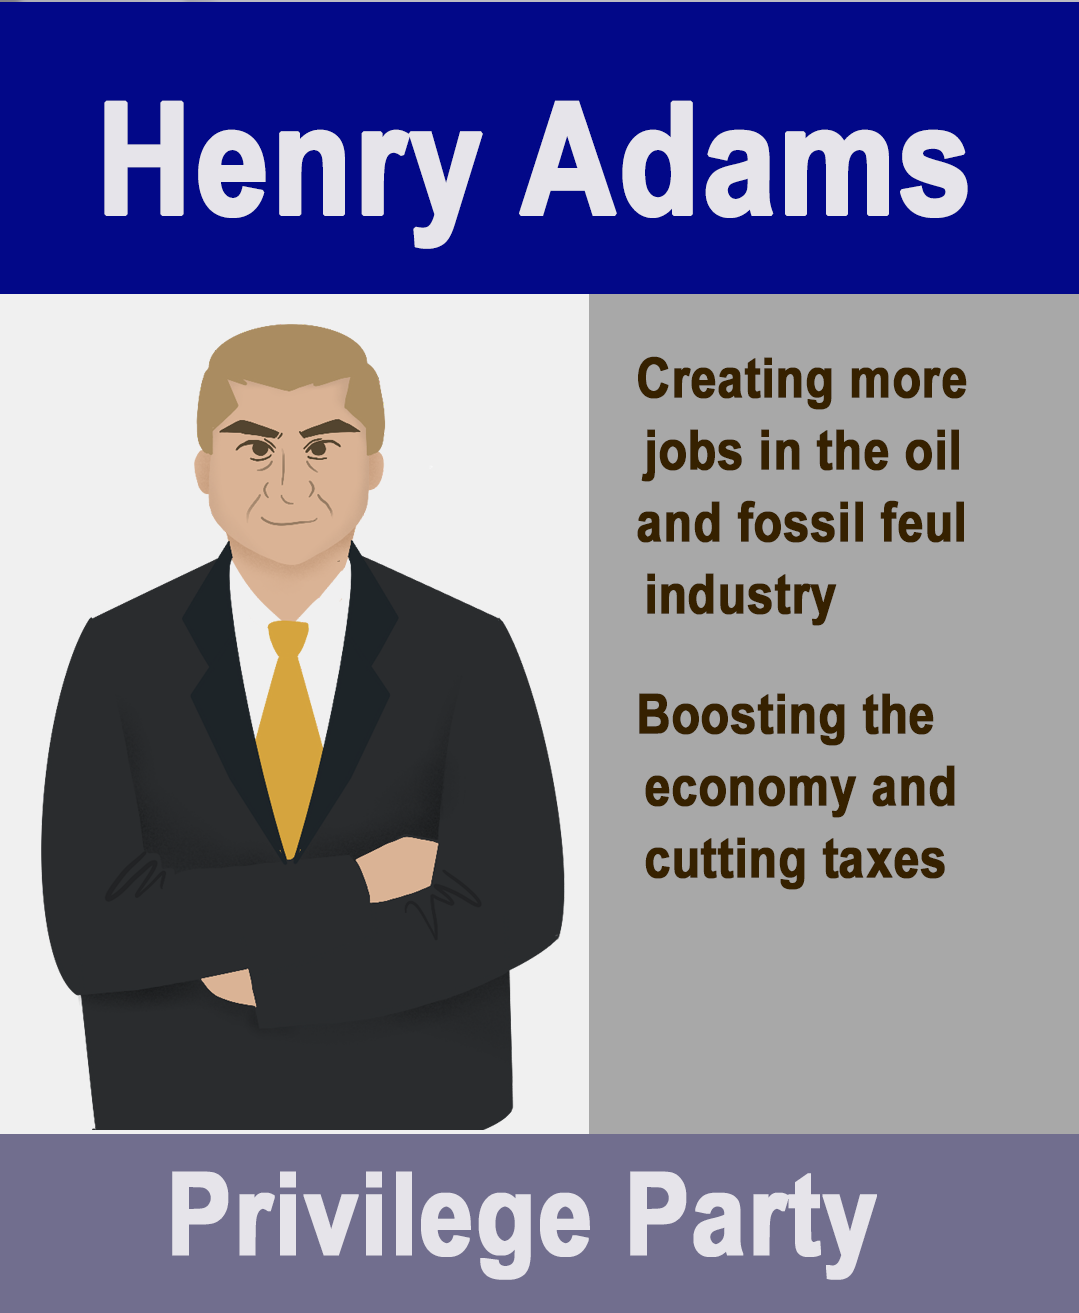 Henry Adams
Creating more
jobs in the oil
and fossil feul
industry
Boosting the
economy and
cutting taxes
Privilege Party